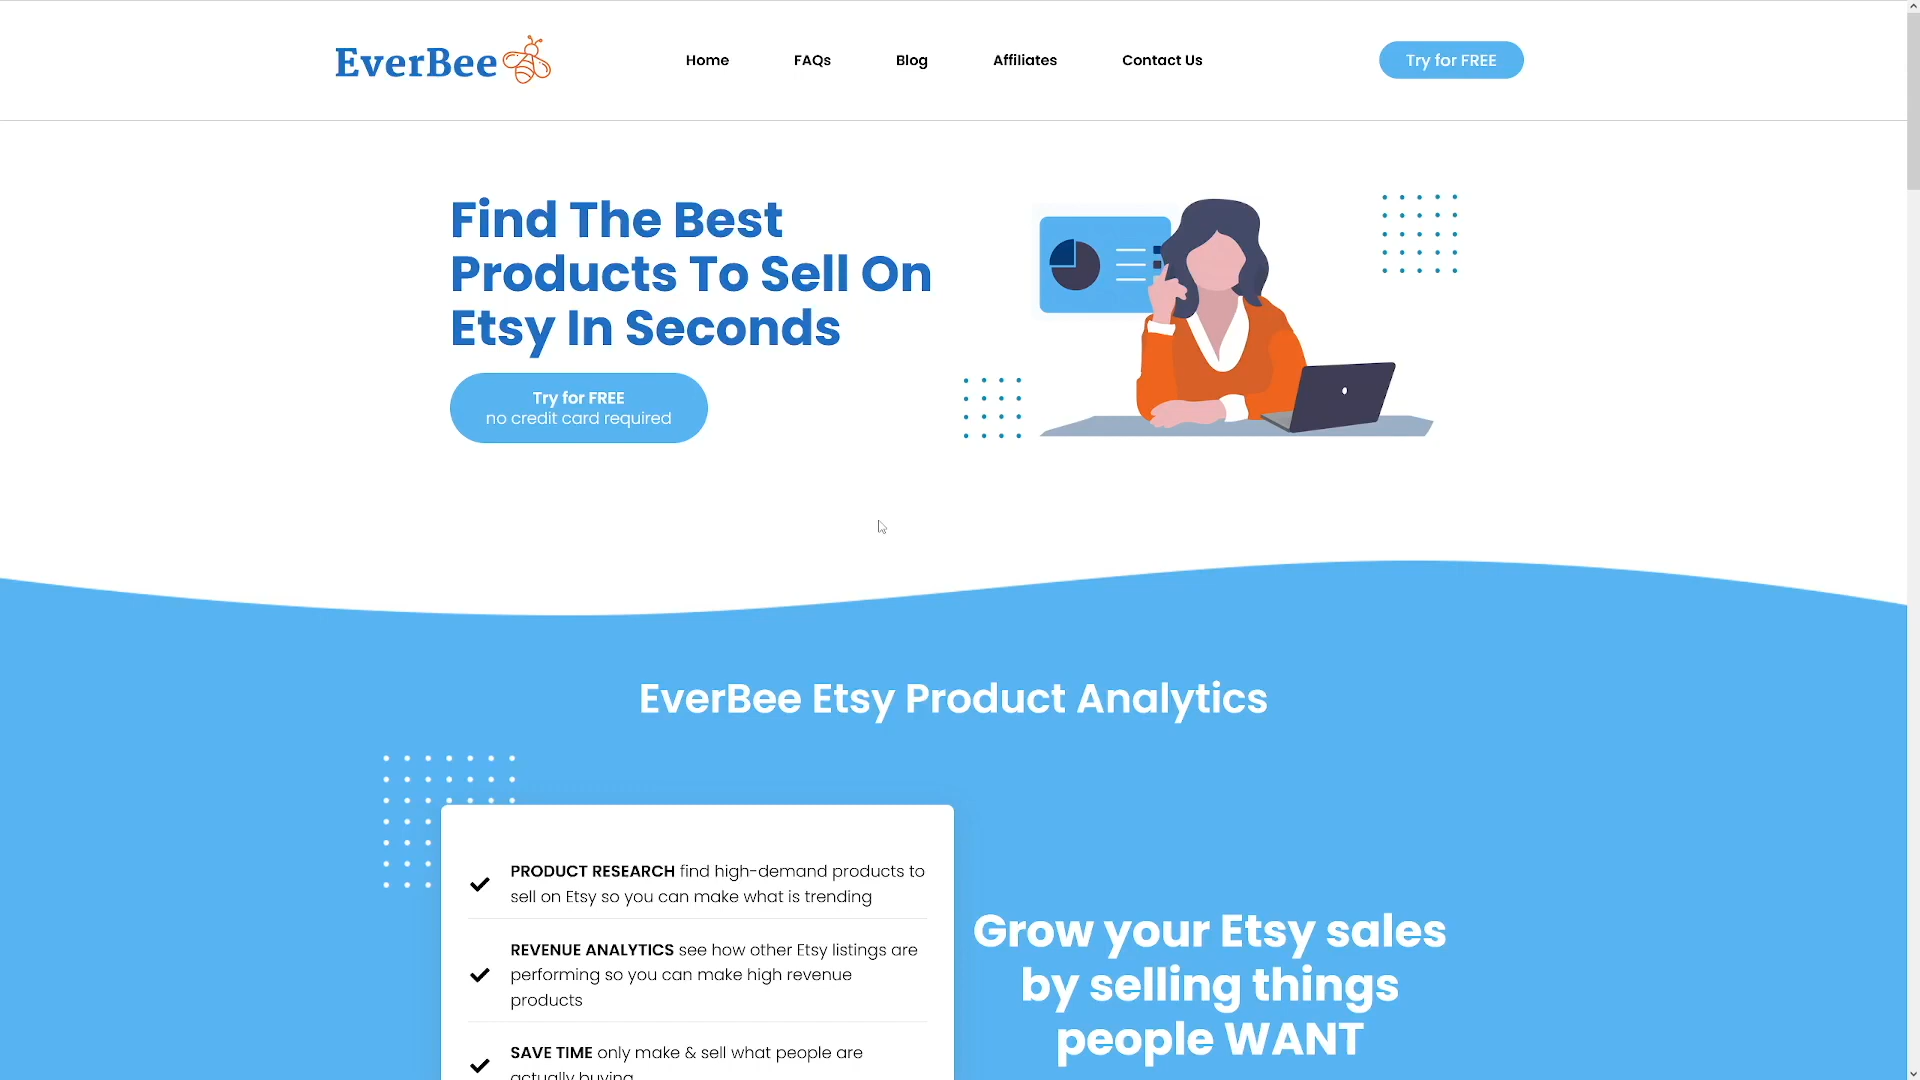 EverBee
Home
FAQs
Blog
Affiliates
Contact Us
Try for FREE
Find The Best
Products To Sell On
Etsy In Seconds
Try for FREE
no credit card required
EverBee Etsy Product Analytics
PRODUCT RESEARCH find high-demand products to
sell on Etsy so you can make what is trending
REVENUE ANALYTICS see how other Etsy listings are
performing so you can make high revenue
products
SAVE TIME only make & sell what people are
actually buying
Grow your Etsy sales
by selling things
people WANT